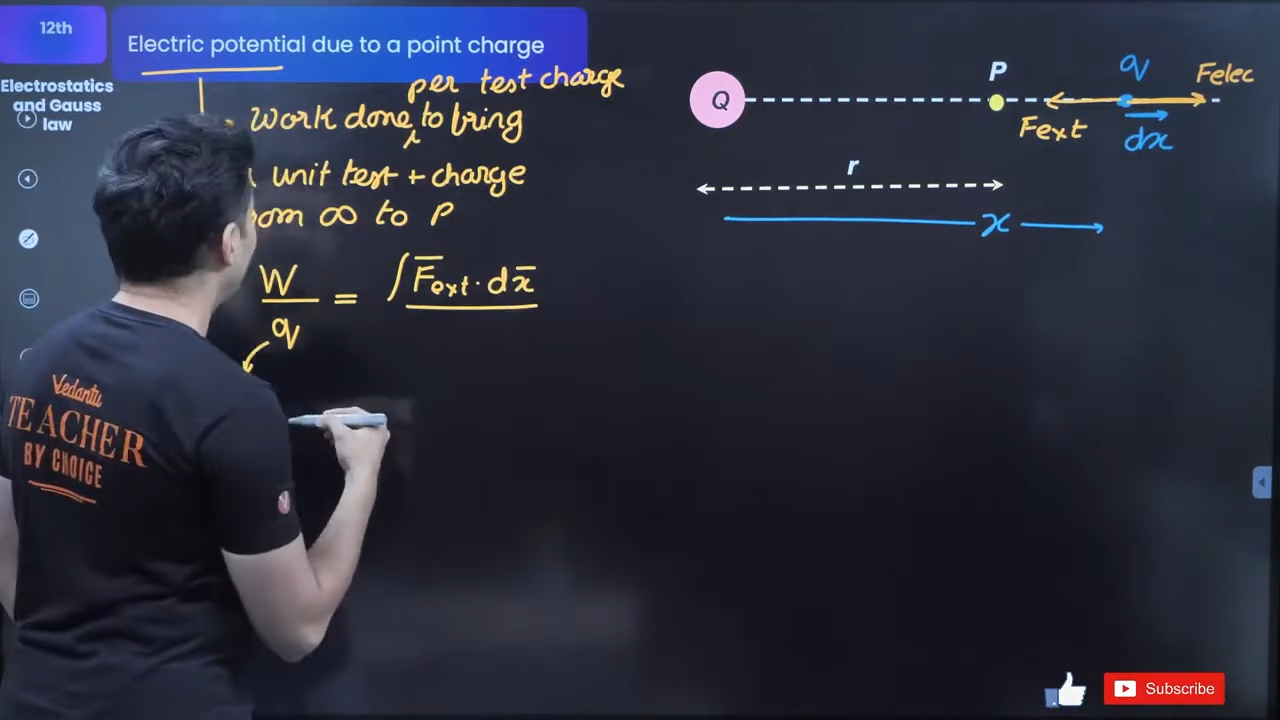 12th
Electric potential due to a point charge
Electrostatics
and Gauss
law
per test charge
Work done to bring
unit test + charge
∞ to P
W/q = ∫F̅ext · dx̅
Q
P
q
Felec
Fext
dx
r
x
Vedantu
TEACHER
BY CHOICE
Subscribe